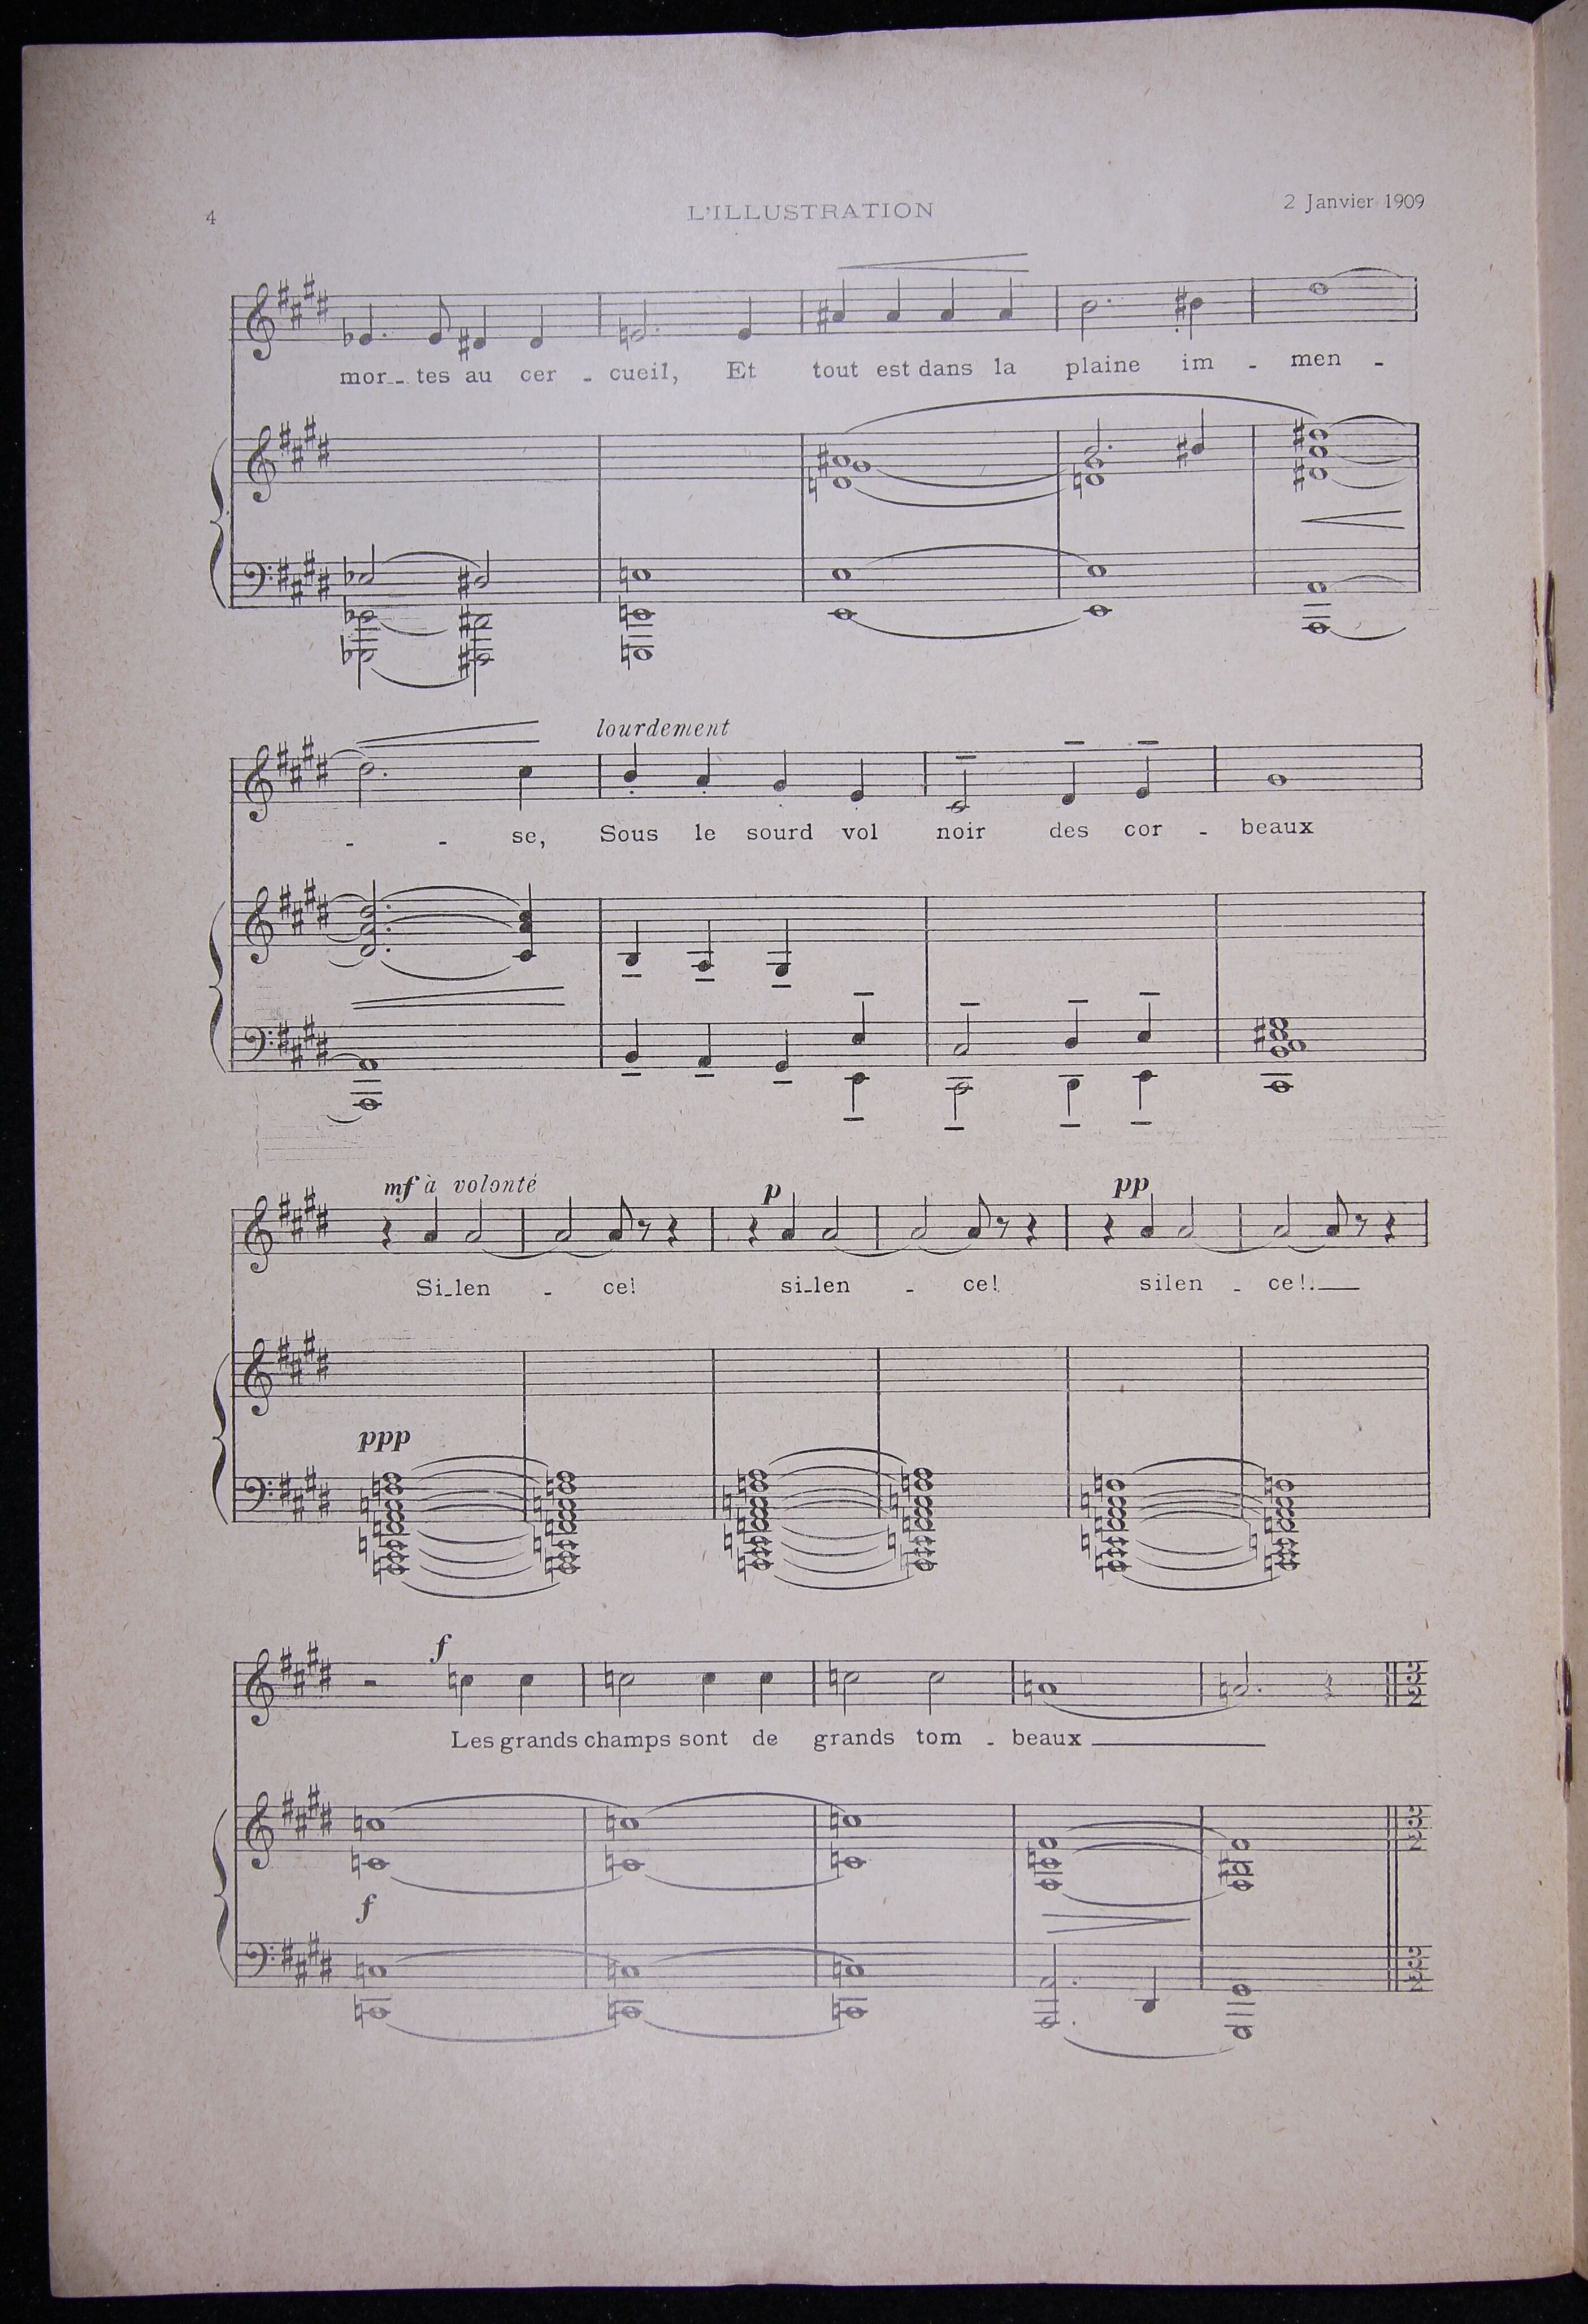 4 L'ILLUSTRATION 2 Janvier 1909
mor - tes au cer - cueil, Et tout est dans la plaine im - men -
lourdement
- - se, Sous le sourd vol noir des cor - beaux
mf à volonté p pp
Si-len - ce! si-len - ce! silen - ce!.
ppp
f
Les grands champs sont de grands tom - beaux
f